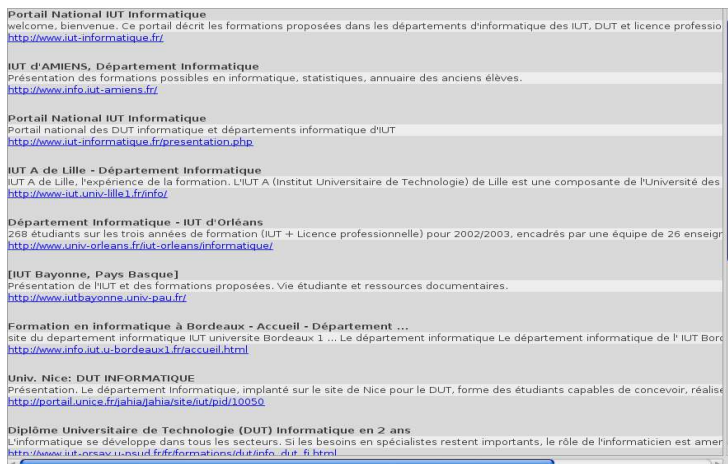 Portail National IUT Informatique
welcome, bienvenue. Ce portail décrit les formations proposées dans les départements d'informatique des IUT, DUT et licence professio
http://www.iut-informatique.fr/
IUT d'AMIENS, Département Informatique
Présentation des formations possibles en informatique, statistiques, annuaire des anciens élèves.
http://www.info.iut-amiens.fr/
Portail National IUT Informatique
Portail national des DUT informatique et départements informatique d'IUT
http://www.iut-informatique.fr/presentation.php
IUT A de Lille - Département Informatique
IUT A de Lille, l'expérience de la formation. L'IUT A (Institut Universitaire de Technologie) de Lille est une composante de l'Université des
http://www-iut.univ-lille1.fr/info/
Département Informatique - IUT d'Orléans
268 étudiants sur les trois années de formation (IUT + Licence professionnelle) pour 2002/2003, encadrés par une équipe de 26 enseigr
http://www.univ-orleans.fr/iut-orleans/informatique/
[IUT Bayonne, Pays Basque]
Présentation de l'IUT et des formations proposées. Vie étudiante et ressources documentaires.
http://www.iutbayonne.univ-pau.fr/
Formation en informatique à Bordeaux - Accueil - Département ...
site du departement informatique IUT universite Bordeaux 1 ... Le département informatique Le département informatique de l' IUT Bord
http://www.info.iut.u-bordeaux1.fr/accueil.html
Univ. Nice: DUT INFORMATIQUE
Présentation. Le département Informatique, implanté sur le site de Nice pour le DUT, forme des étudiants capables de concevoir, réalise
http://portail.unice.fr/jahia/Jahia/site/iut/pid/10050
Diplôme Universitaire de Technologie (DUT) Informatique en 2 ans
L'informatique se développe dans tous les secteurs. Si les besoins en spécialistes restent importants, le rôle de l'informaticien est amer
http://www.iut-orsay.u-psud.fr/fr/formations/dut/info_dut_fi.html